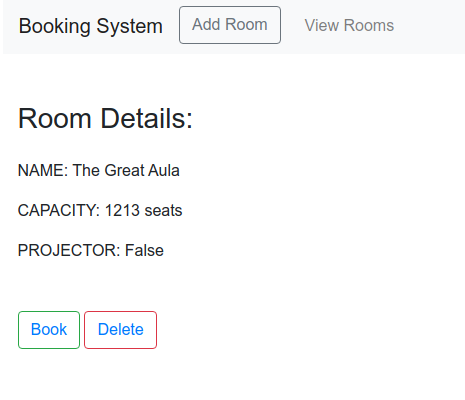 Booking System Add Room View Rooms
Room Details:
NAME: The Great Aula
CAPACITY: 1213 seats
PROJECTOR: False
Book Delete